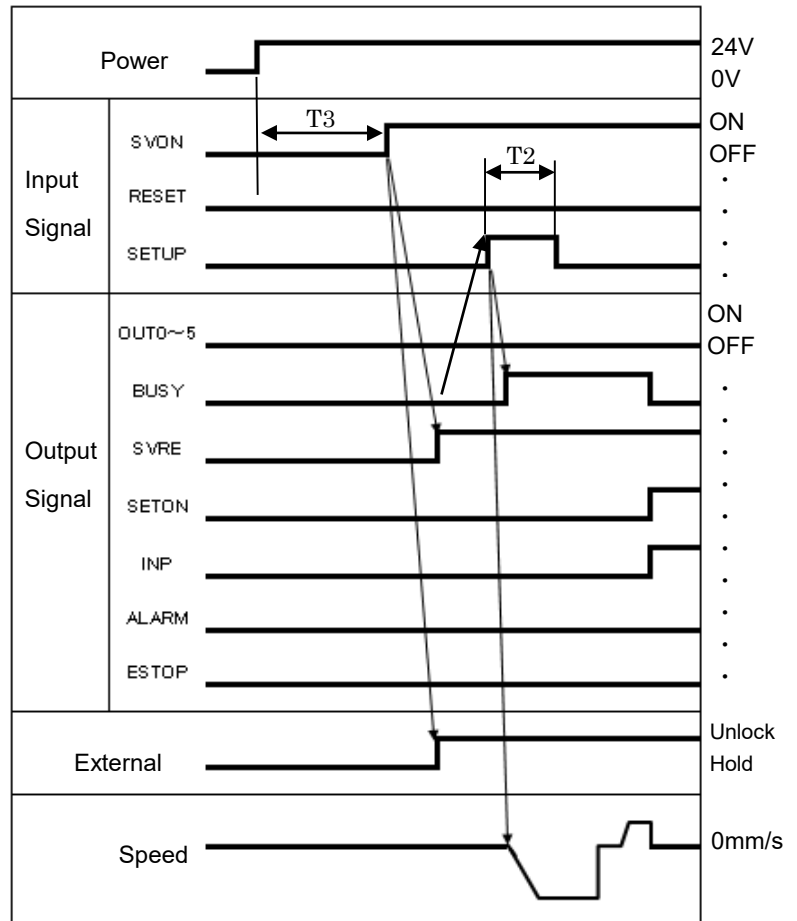 Power
24V
0V
T3
ON
SVON
T2
OFF
Input
Signal
RESET
SETUP
ON
OUT0～5
OFF
BUSY
Output
Signal
SVRE
SETON
INP
ALARM
ESTOP
Unlock
External
Hold
Speed
0mm/s